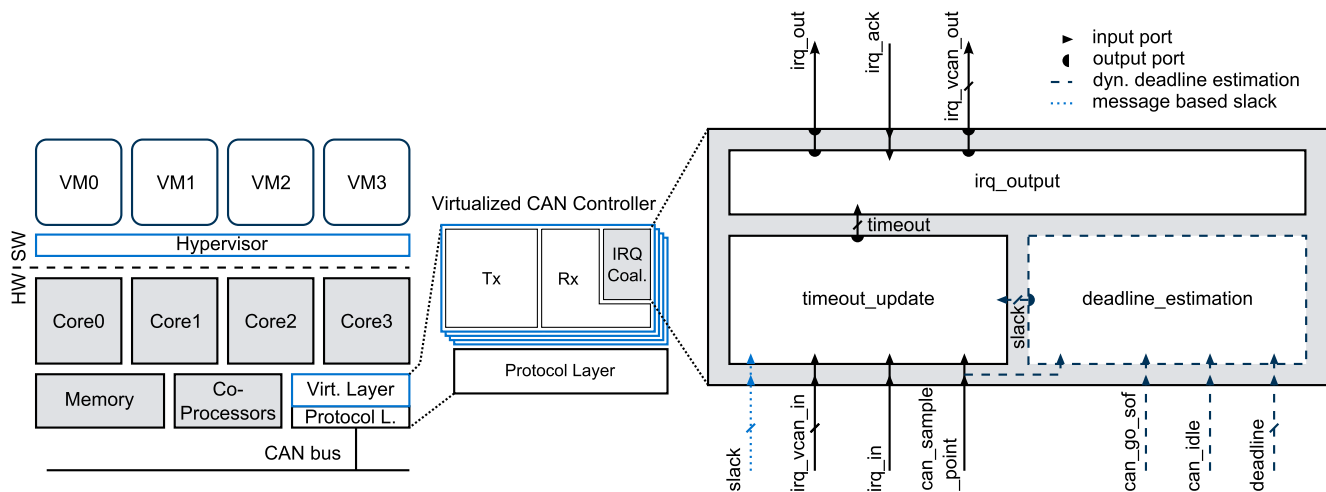 VM0
VM1
VM2
VM3
Hypervisor
SW
HW
Core0
Core1
Core2
Core3
Memory
Co-
Processors
Virt. Layer
Protocol L.
CAN bus
Virtualized CAN Controller
Tx
Rx
IRQ
Coal.
Protocol Layer
irq_out
irq_ack
irq_vcan_out
input port
output port
dyn. deadline estimation
message based slack
irq_output
timeout
timeout_update
slack
deadline_estimation
slack
irq_vcan_in
irq_in
can_sample
_point
can_go_sof
can_idle
deadline